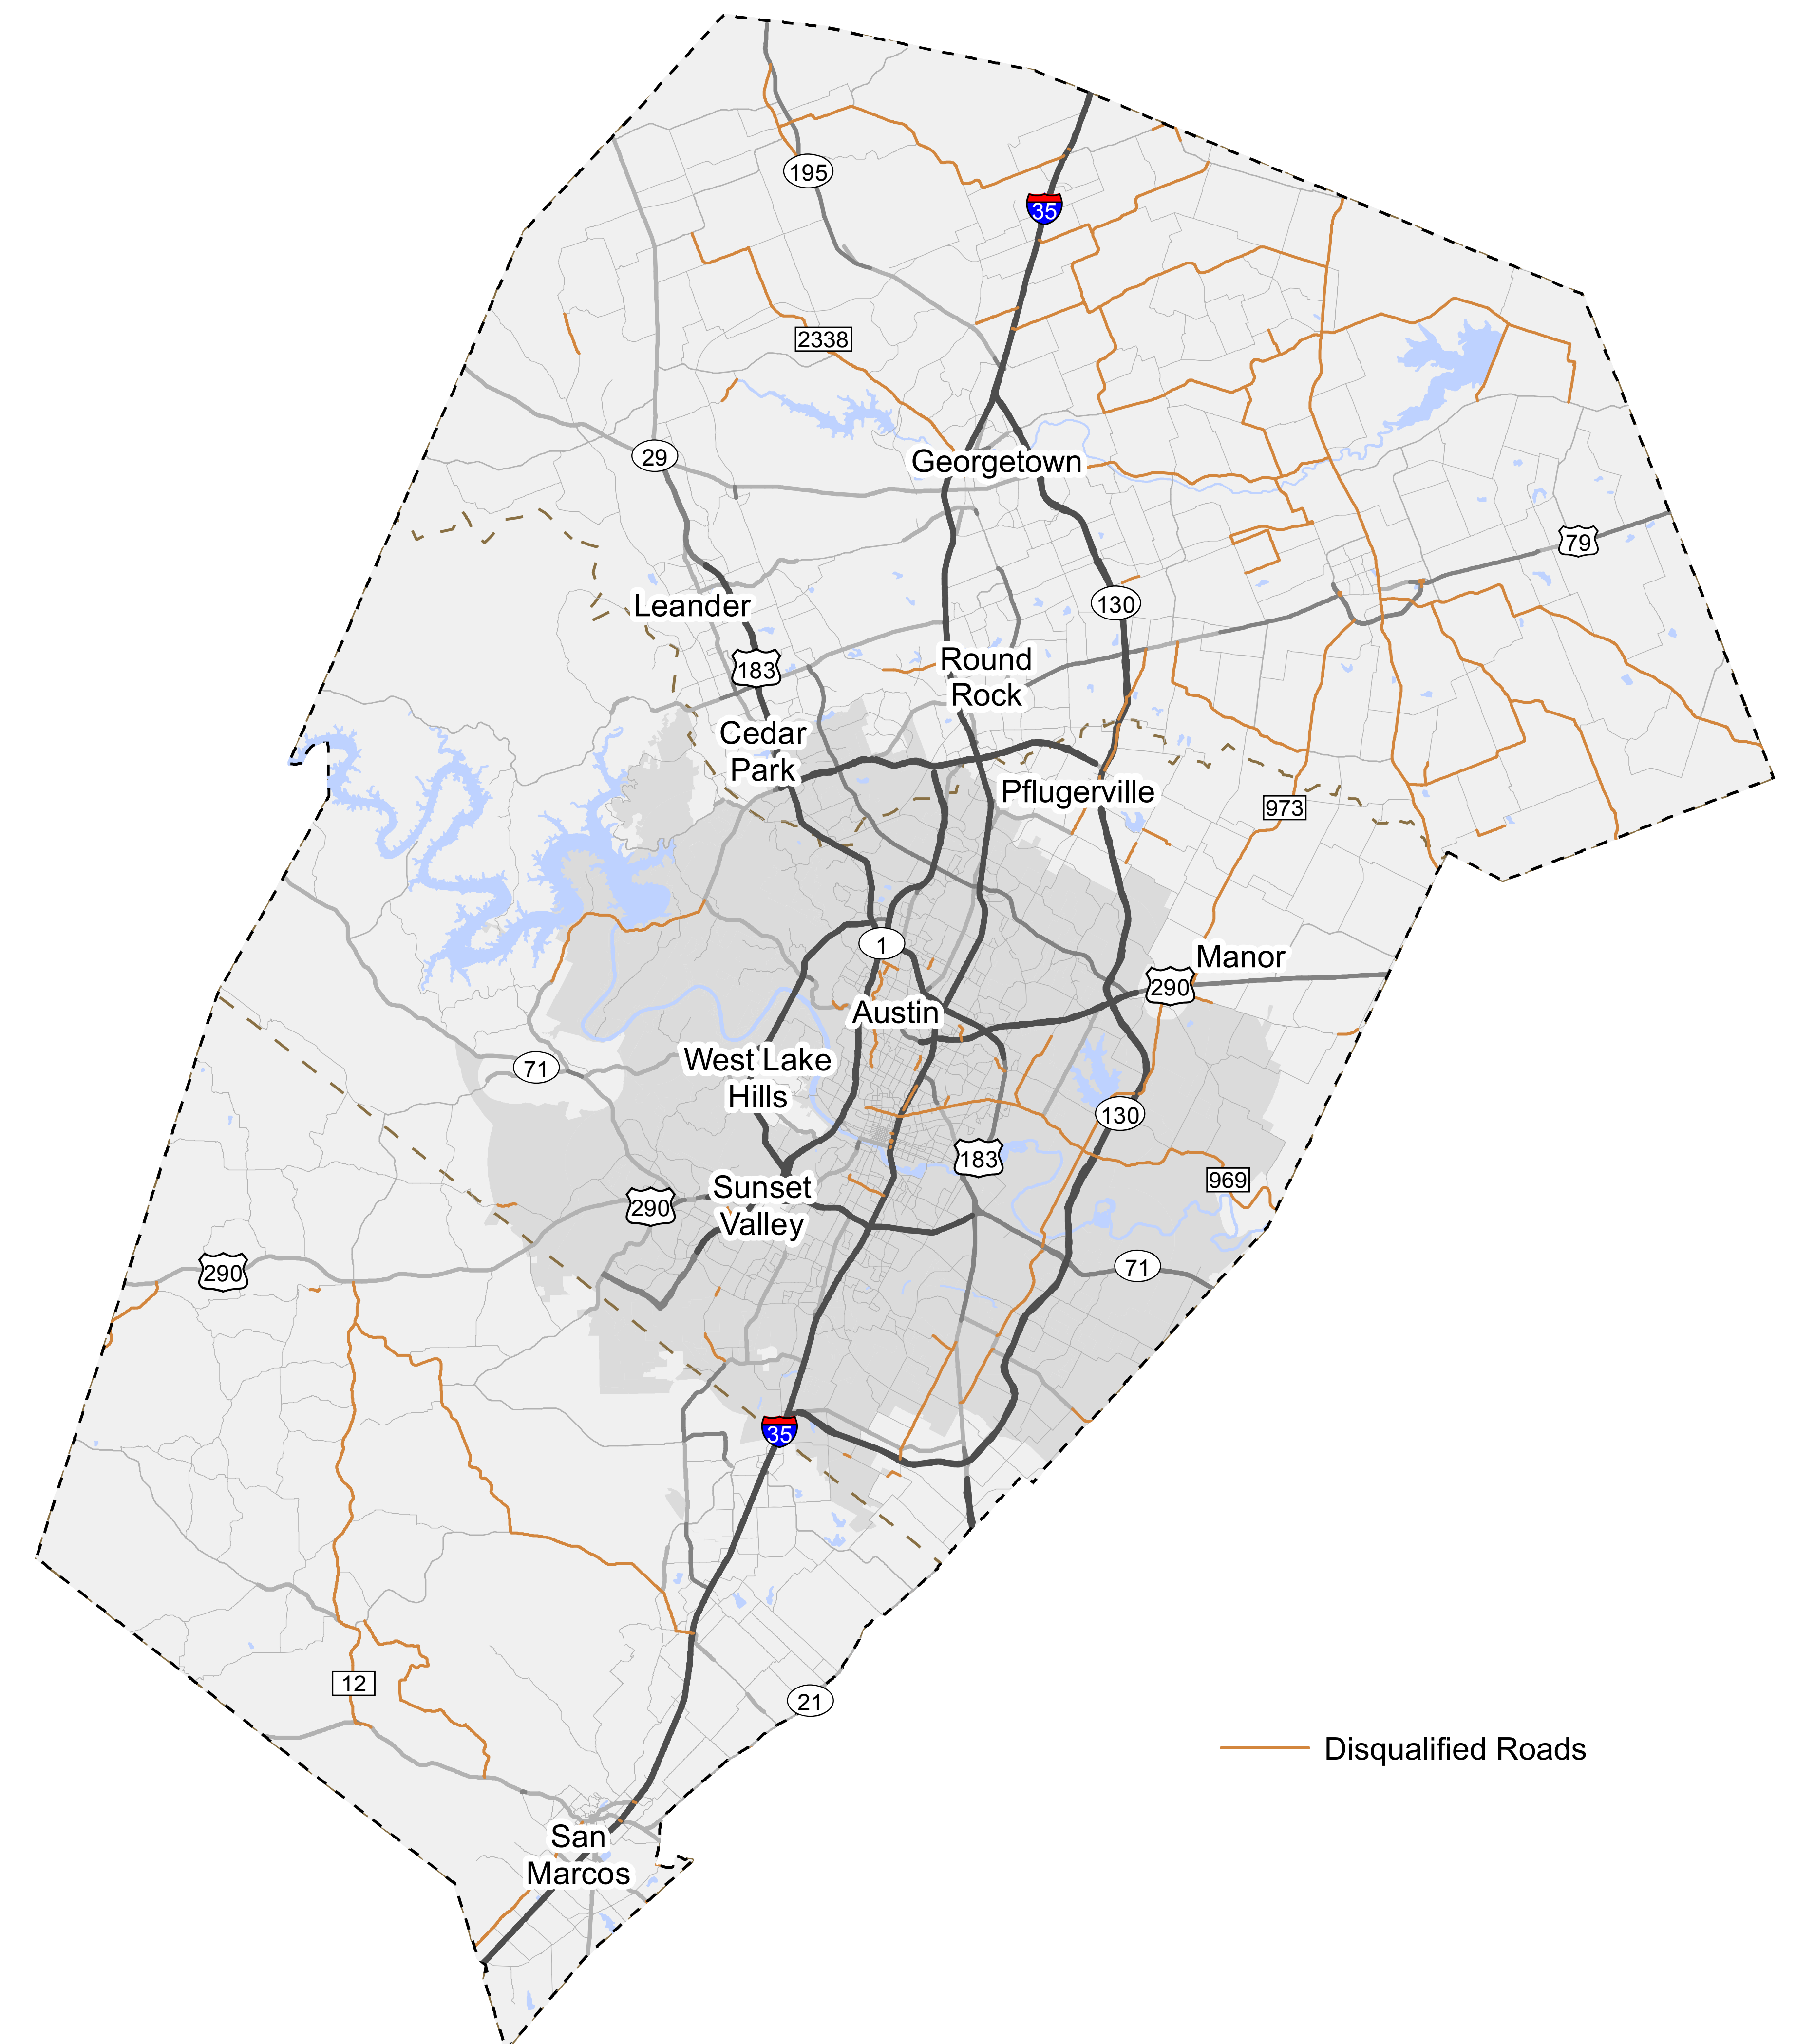 195
35
2338
29
Georgetown
79
130
Leander
183
Round
Rock
Cedar
Park
Pflugerville
973
1
Manor
290
Austin
West Lake
Hills
71
130
183
969
Sunset
Valley
290
290
71
35
12
21
Disqualified Roads
San
Marcos